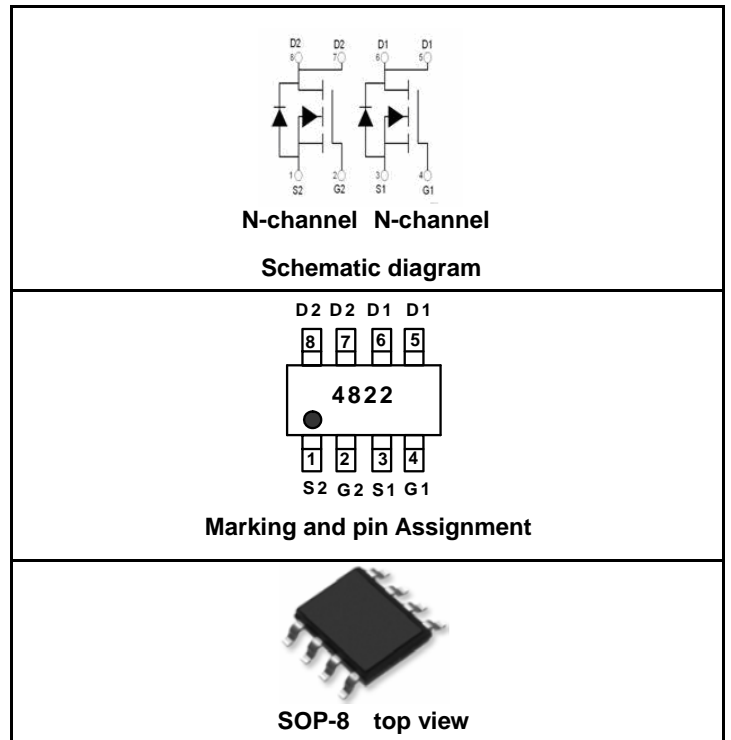 D2 D2 D1 D1
8 7 6 5
1 2 3 4
S2 G2 S1 G1
N-channel N-channel
Schematic diagram
D2 D2 D1 D1
8 7 6 5
4822
1 2 3 4
S2 G2 S1 G1
Marking and pin Assignment
SOP-8 top view